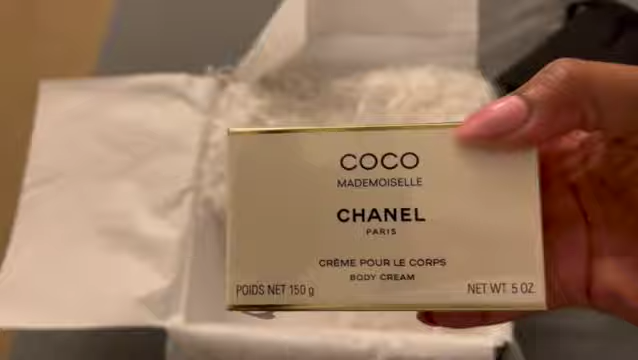 COCO
MADEMOISELLE
CHANEL
PARIS
CRÈME POUR LE CORPS
BODY CREAM
POIDS NET 150 g NET WT. 5 OZ.